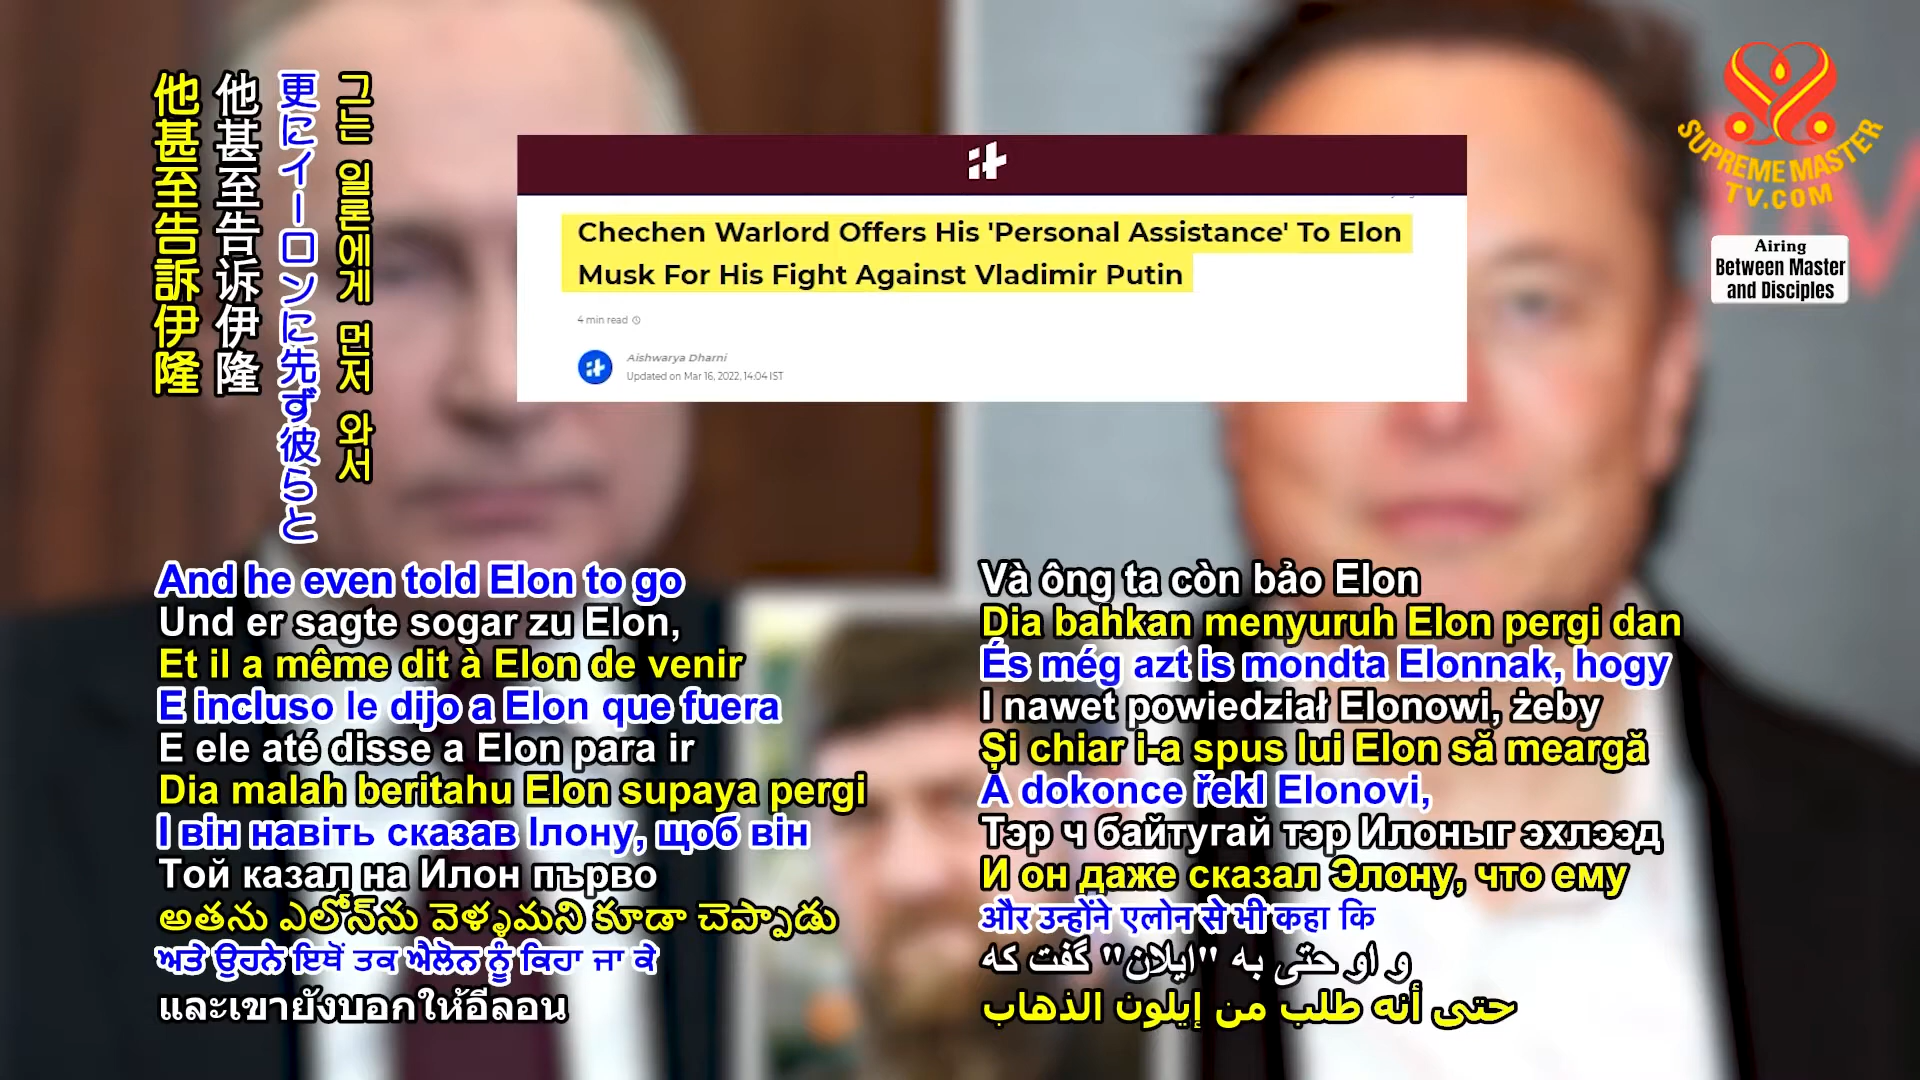 他甚至告訴伊隆
他甚至告诉伊隆
更にイーロンに先ず彼らと
그는 일론에게 먼저 와서
Chechen Warlord Offers His 'Personal Assistance' To Elon
Musk For His Fight Against Vladimir Putin
4 min read
Aishwarya Dharni
Updated on Mar 16, 2022, 14:04 IST
SUPREME MASTER
TV.COM
Airing
Between Master
and Disciples
And he even told Elon to go
Und er sagte sogar zu Elon,
Et il a même dit à Elon de venir
E incluso le dijo a Elon que fuera
E ele até disse a Elon para ir
Dia malah beritahu Elon supaya pergi
І він навіть сказав Ілону, щоб він
Той казал на Илон първо
అతను ఎలోన్‌ను వెళ్ళమని కూడా చెప్పాడు
ਅਤੇ ਉਹਨੇ ਇਥੋਂ ਤਕ ਐਲੋਨ ਨੂੰ ਕਿਹਾ ਜਾ ਕੇ
และเขายังบอกให้อีลอน
Và ông ta còn bảo Elon
Dia bahkan menyuruh Elon pergi dan
És még azt is mondta Elonnak, hogy
I nawet powiedział Elonowi, żeby
Și chiar i-a spus lui Elon să meargă
A dokonce řekl Elonovi,
Тэр ч байтугай тэр Илоныг эхлээд
И он даже сказал Элону, что ему
और उन्होंने एलोन से भी कहा कि
و او حتی به "ایلان" گفت که
حتى أنه طلب من إيلون الذهاب